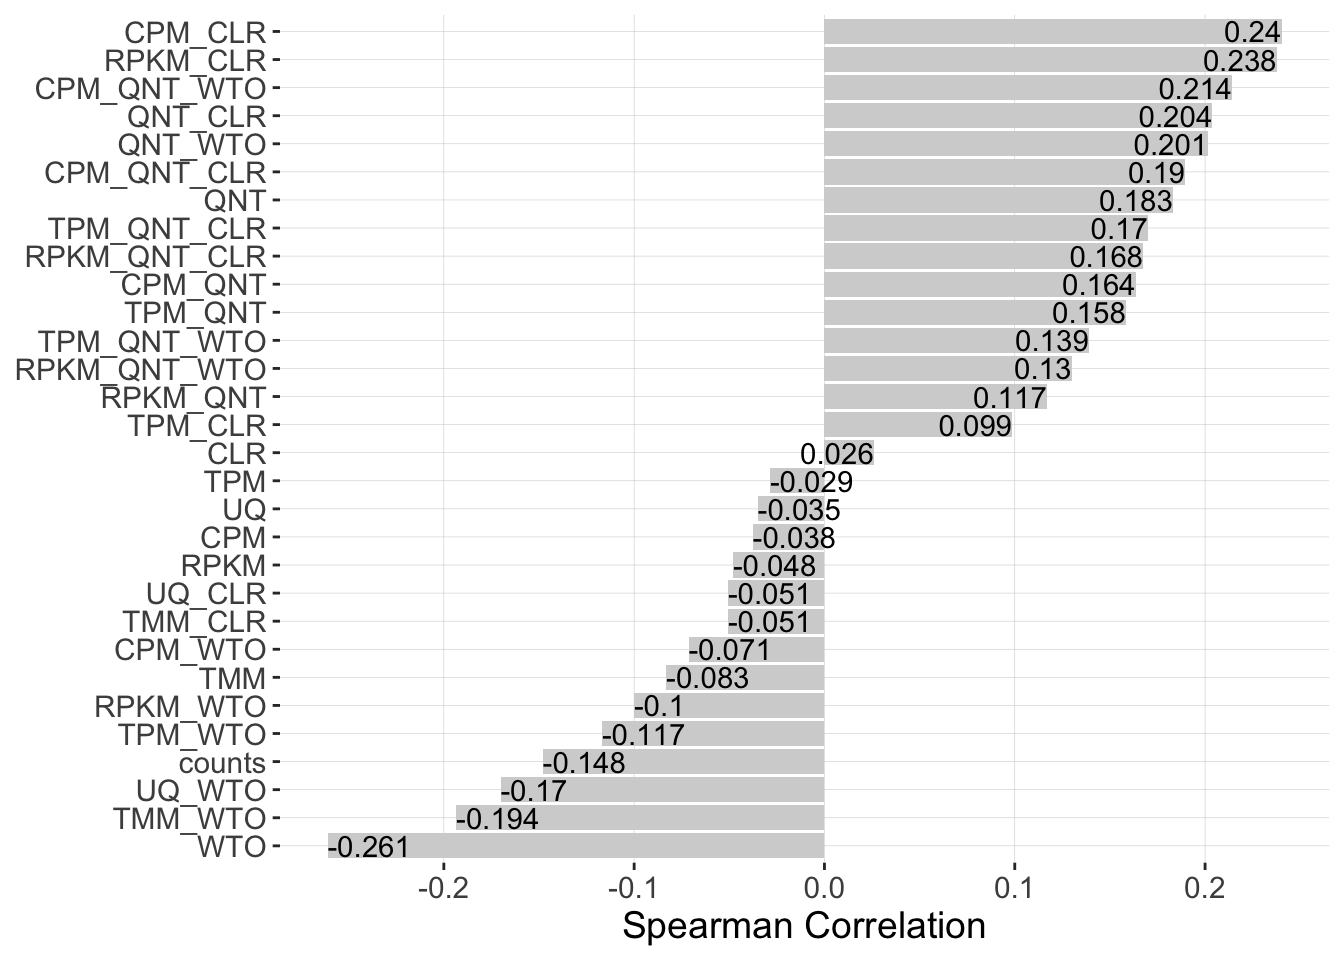 CPM_CLR 0.24
RPKM_CLR 0.238
CPM_QNT_WTO 0.214
QNT_CLR 0.204
QNT_WTO 0.201
CPM_QNT_CLR 0.19
QNT 0.183
TPM_QNT_CLR 0.17
RPKM_QNT_CLR 0.168
CPM_QNT 0.164
TPM_QNT 0.158
TPM_QNT_WTO 0.139
RPKM_QNT_WTO 0.13
RPKM_QNT 0.117
TPM_CLR 0.099
CLR 0.026
TPM -0.029
UQ -0.035
CPM -0.038
RPKM -0.048
UQ_CLR -0.051
TMM_CLR -0.051
CPM_WTO -0.071
TMM -0.083
RPKM_WTO -0.1
TPM_WTO -0.117
counts -0.148
UQ_WTO -0.17
TMM_WTO -0.194
WTO -0.261
-0.2 -0.1 0.0 0.1 0.2
Spearman Correlation